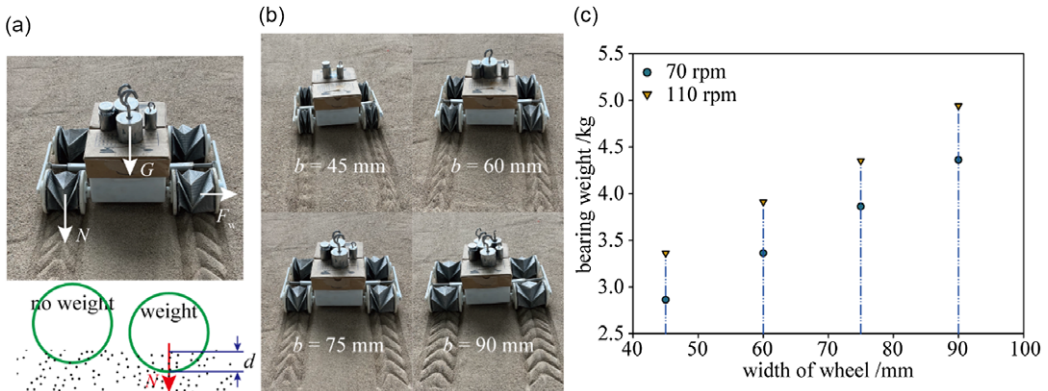 (a)
G
N
F_w
no weight
weight
N
d
(b)
b = 45 mm
b = 60 mm
b = 75 mm
b = 90 mm
(c)
70 rpm
110 rpm
bearing weight /kg
5.0
4.5
4.0
3.5
3.0
2.5
40 50 60 70 80 90 100
width of wheel /mm